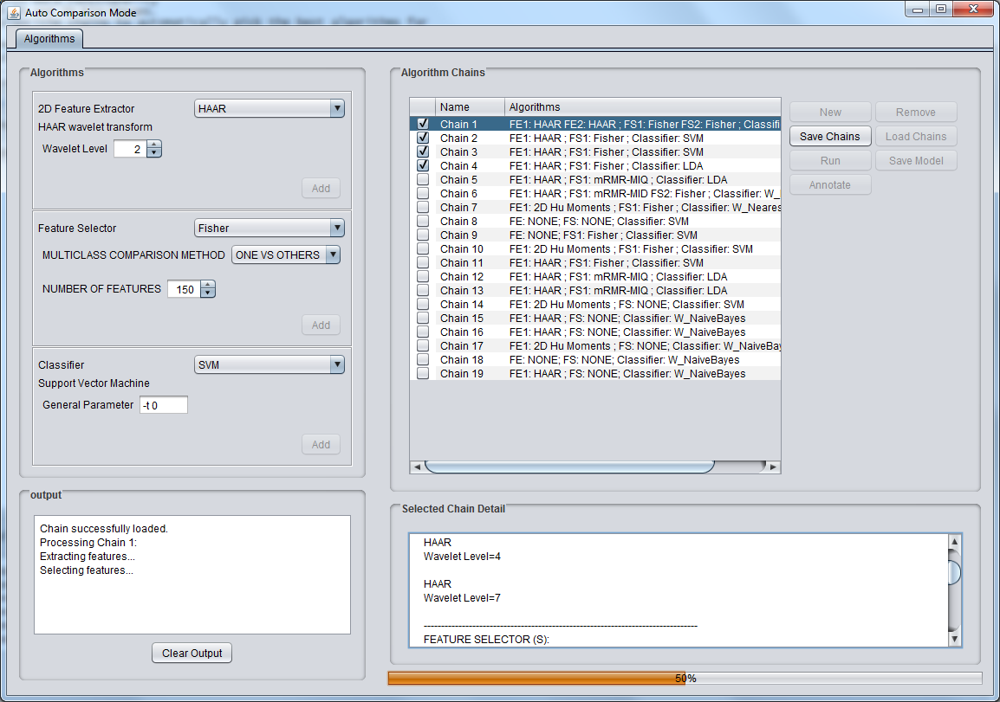 Auto Comparison Mode
Algorithms
Algorithms
2D Feature Extractor
HAAR
HAAR wavelet transform
Wavelet Level
2
Add
Feature Selector
Fisher
MULTICLASS COMPARISON METHOD
ONE VS OTHERS
NUMBER OF FEATURES
150
Add
Classifier
SVM
Support Vector Machine
General Parameter
-t 0
Add
output
Chain successfully loaded.
Processing Chain 1:
Extracting features...
Selecting features...
Clear Output
Algorithm Chains
Name Algorithms
Chain 1 FE1: HAAR FE2: HAAR ; FS1: Fisher FS2: Fisher ; Classifi
Chain 2 FE1: HAAR ; FS1: Fisher ; Classifier: SVM
Chain 3 FE1: HAAR ; FS1: Fisher ; Classifier: SVM
Chain 4 FE1: HAAR ; FS1: Fisher ; Classifier: LDA
Chain 5 FE1: HAAR ; FS1: mRMR-MIQ ; Classifier: LDA
Chain 6 FE1: HAAR ; FS1: mRMR-MID FS2: Fisher ; Classifier: W_
Chain 7 FE1: 2D Hu Moments ; FS1: Fisher ; Classifier: W_Neares
Chain 8 FE: NONE; FS: NONE; Classifier: SVM
Chain 9 FE: NONE; FS1: Fisher ; Classifier: SVM
Chain 10 FE1: 2D Hu Moments ; FS1: Fisher ; Classifier: SVM
Chain 11 FE1: HAAR ; FS1: Fisher ; Classifier: SVM
Chain 12 FE1: HAAR ; FS1: mRMR-MIQ ; Classifier: LDA
Chain 13 FE1: HAAR ; FS1: mRMR-MIQ ; Classifier: LDA
Chain 14 FE1: 2D Hu Moments ; FS: NONE; Classifier: SVM
Chain 15 FE1: HAAR ; FS: NONE; Classifier: W_NaiveBayes
Chain 16 FE1: HAAR ; FS: NONE; Classifier: W_NaiveBayes
Chain 17 FE1: 2D Hu Moments ; FS: NONE; Classifier: W_NaiveBay
Chain 18 FE: NONE; FS: NONE; Classifier: W_NaiveBayes
Chain 19 FE1: HAAR ; FS: NONE; Classifier: W_NaiveBayes
New
Remove
Save Chains
Load Chains
Run
Save Model
Annotate
Selected Chain Detail
HAAR
Wavelet Level=4
HAAR
Wavelet Level=7
-------------------------------------------------------------------------------
FEATURE SELECTOR (S):
50%